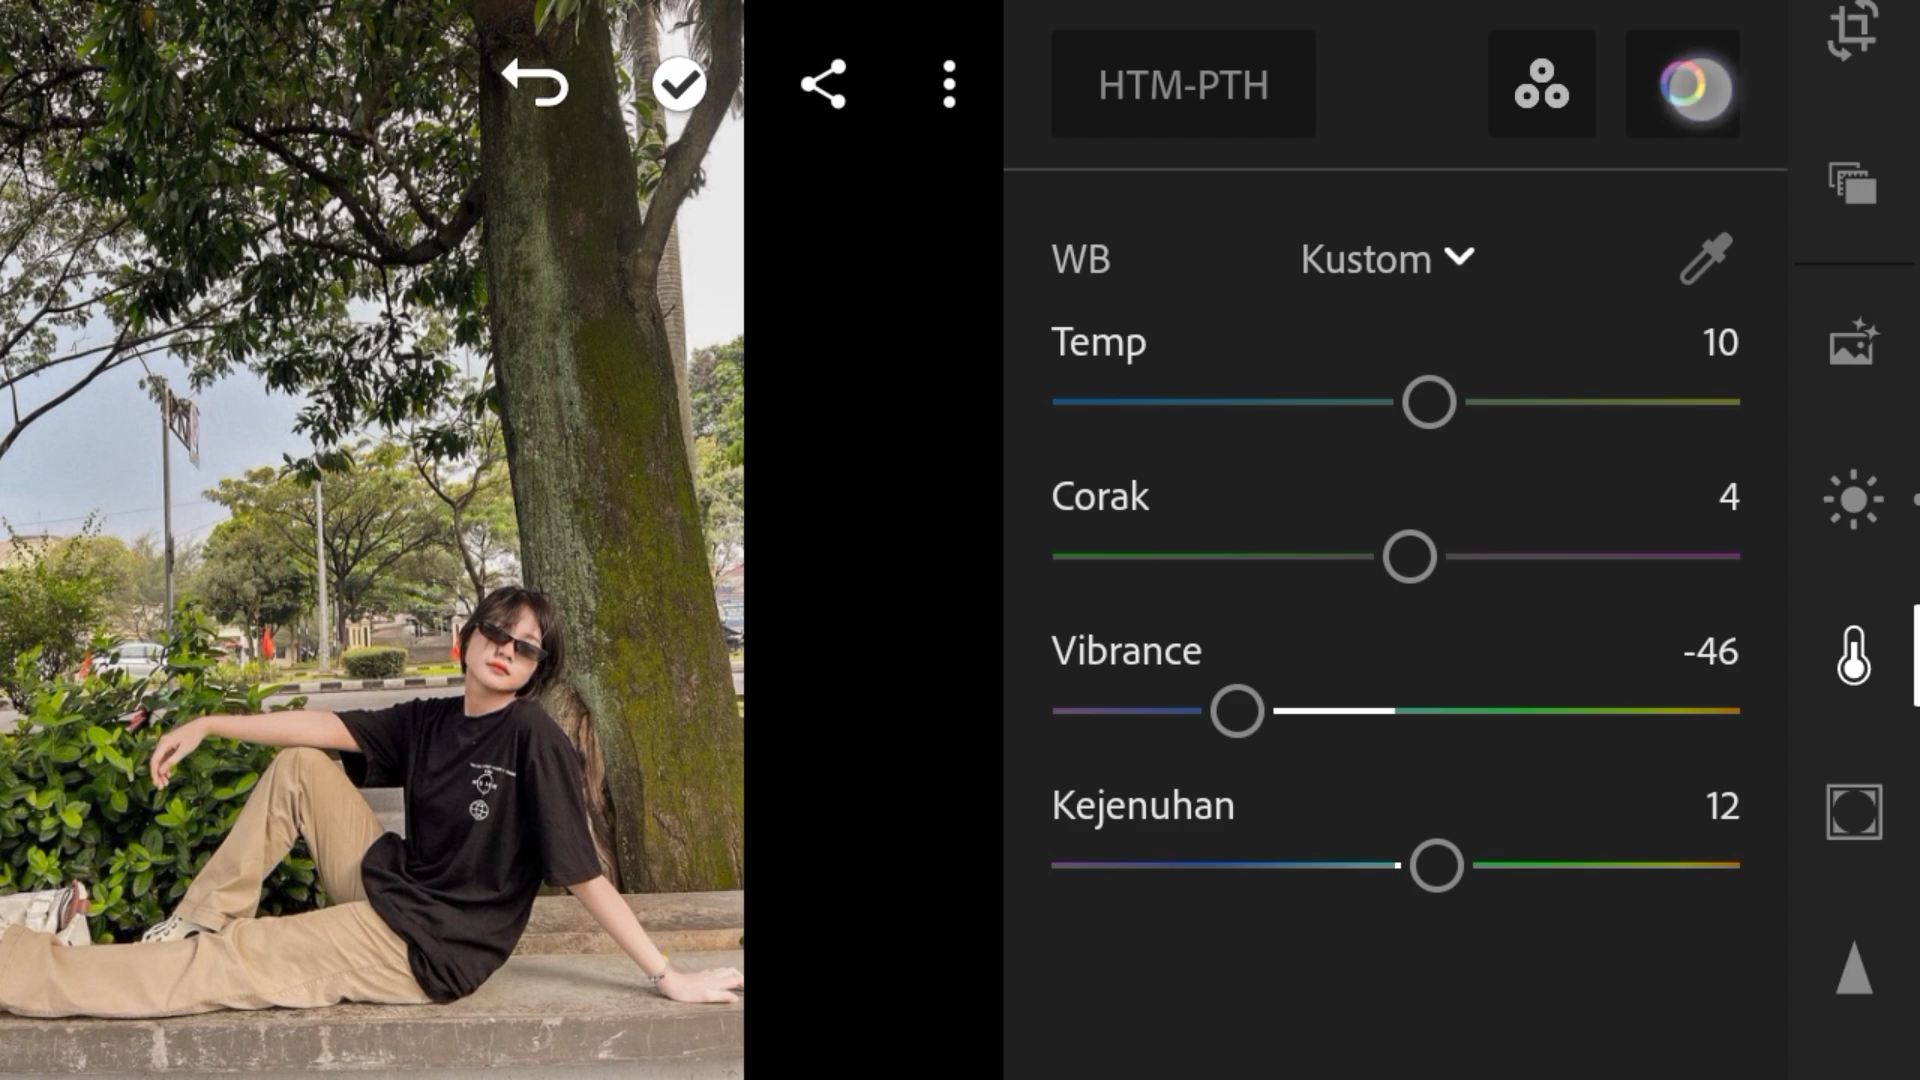 HTM-PTH
WB
Kustom
Temp
10
Corak
4
Vibrance
-46
Kejenuhan
12